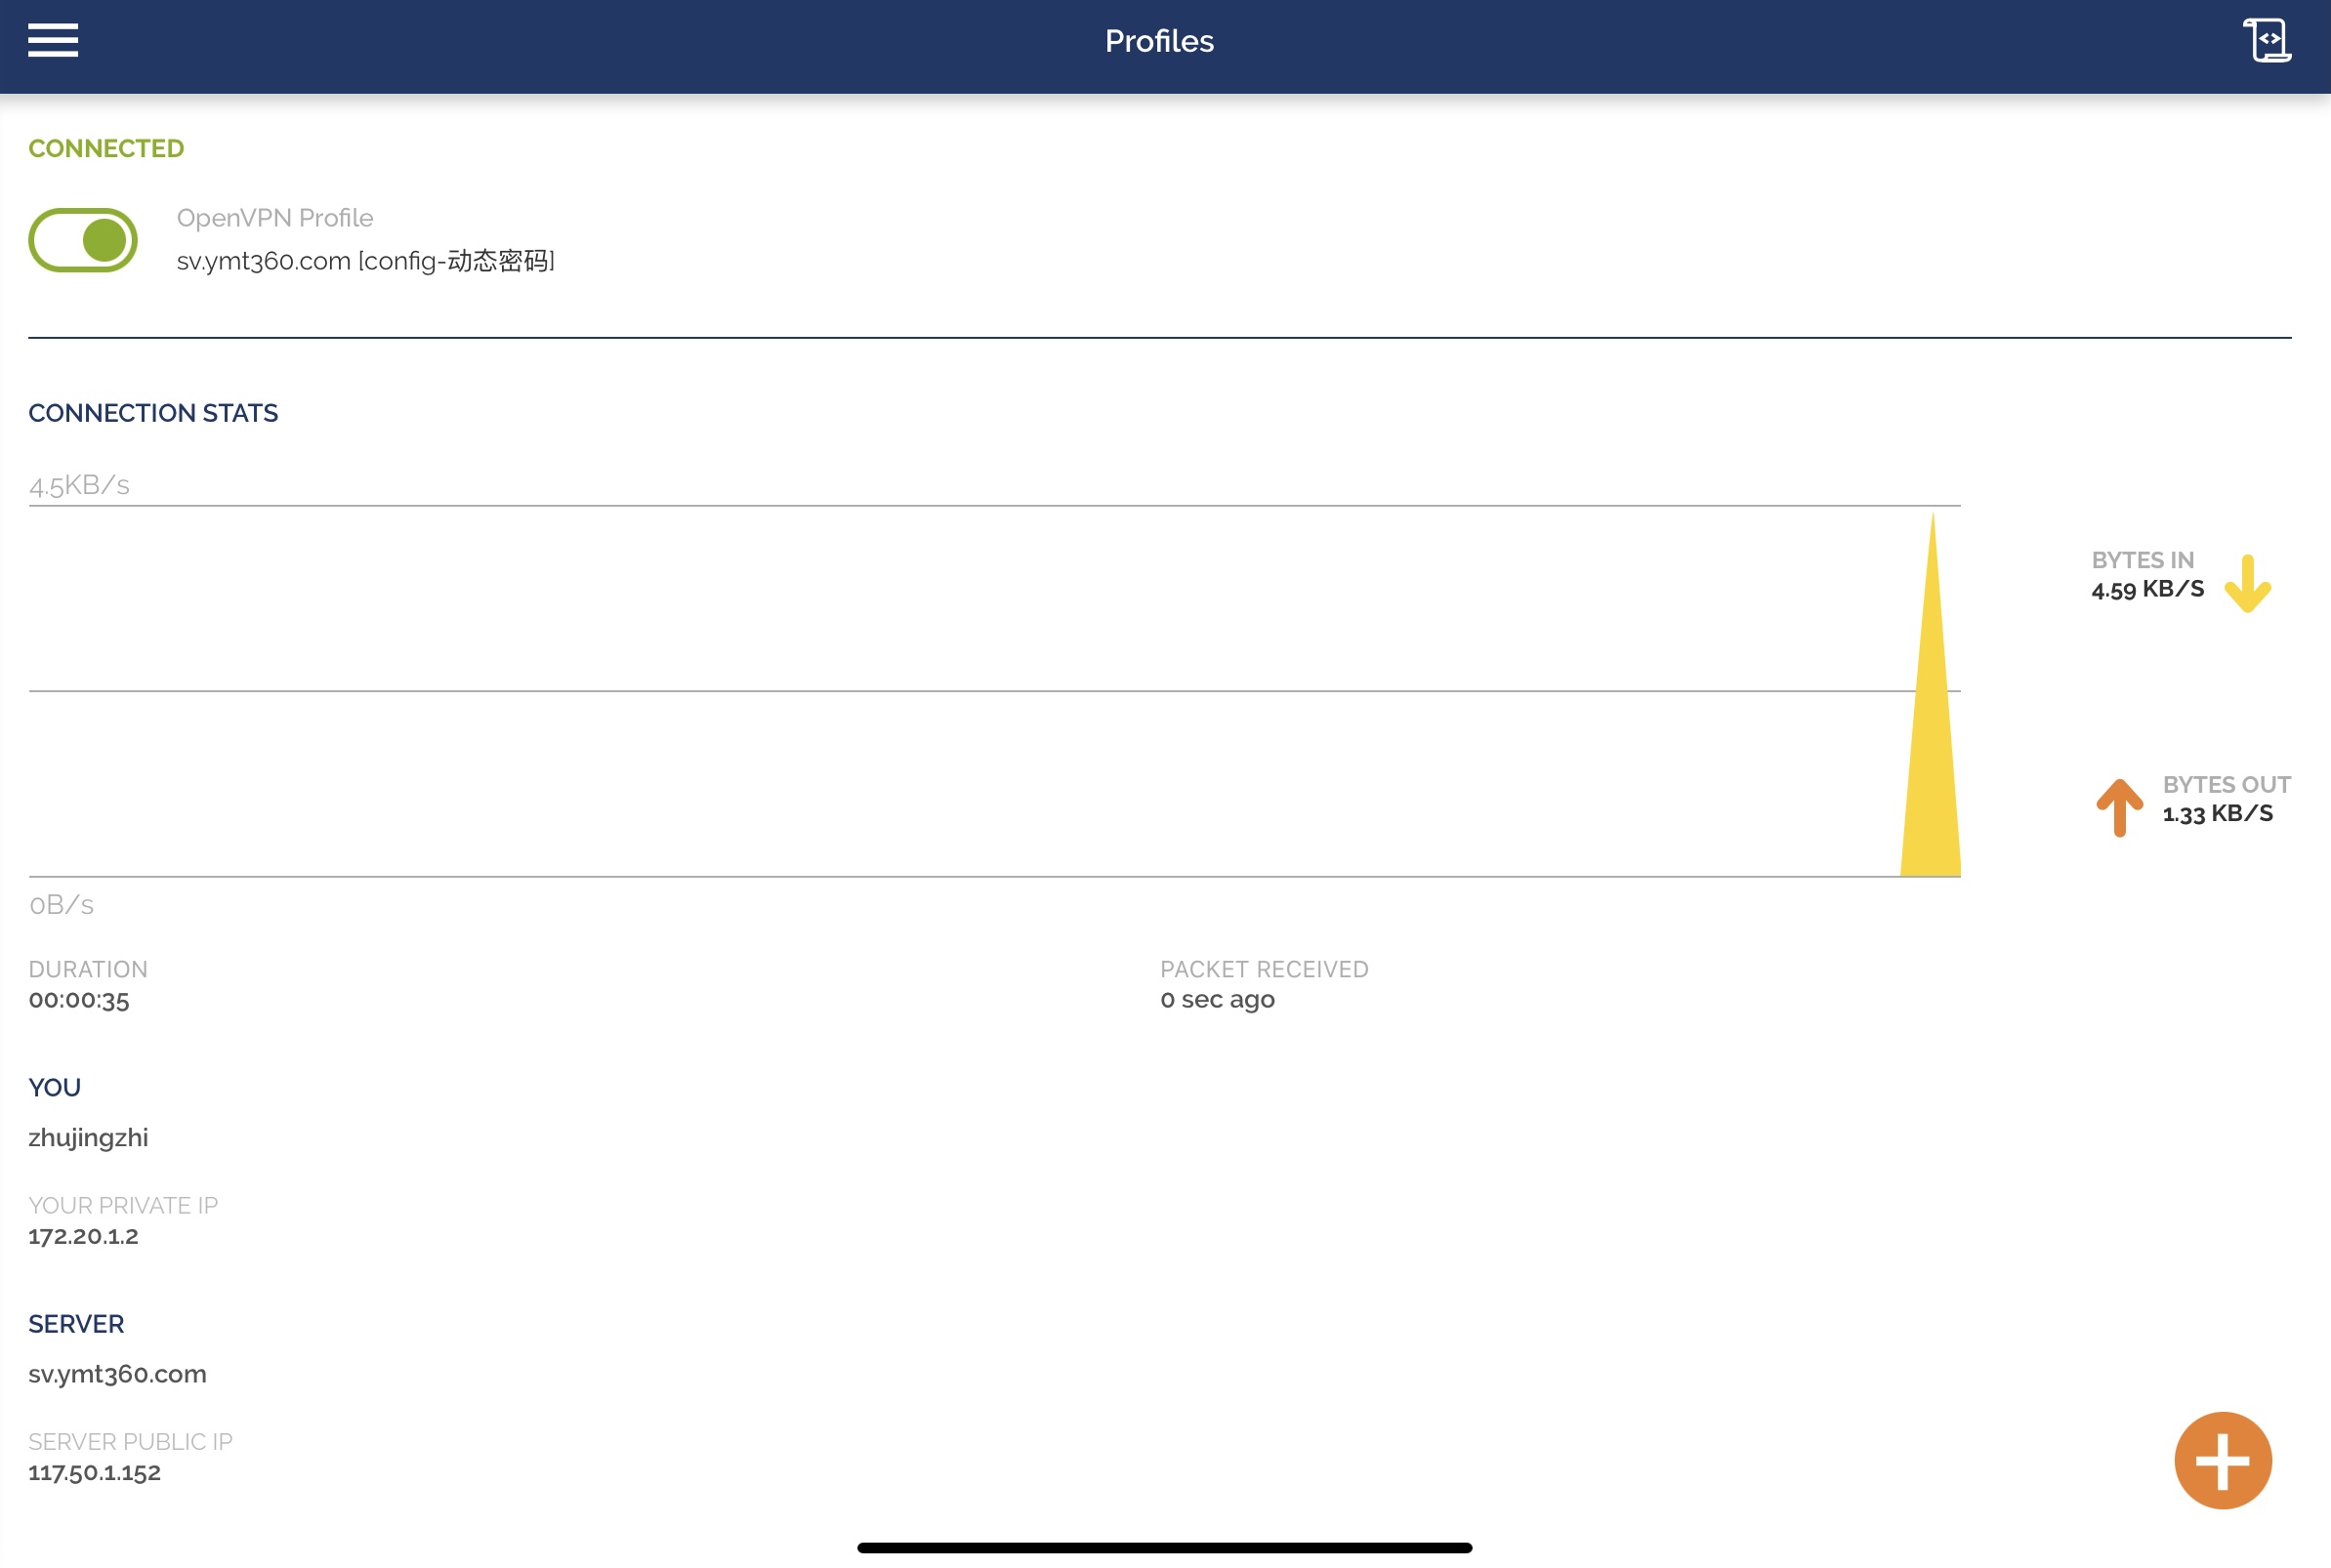 Profiles
CONNECTED
OpenVPN Profile
sv.ymt360.com [config-动态密码]
CONNECTION STATS
4.5KB/s
BYTES IN
4.59 KB/S
BYTES OUT
1.33 KB/S
0B/s
DURATION
00:00:35
PACKET RECEIVED
0 sec ago
YOU
zhujingzhi
YOUR PRIVATE IP
172.20.1.2
SERVER
sv.ymt360.com
SERVER PUBLIC IP
117.50.1.152